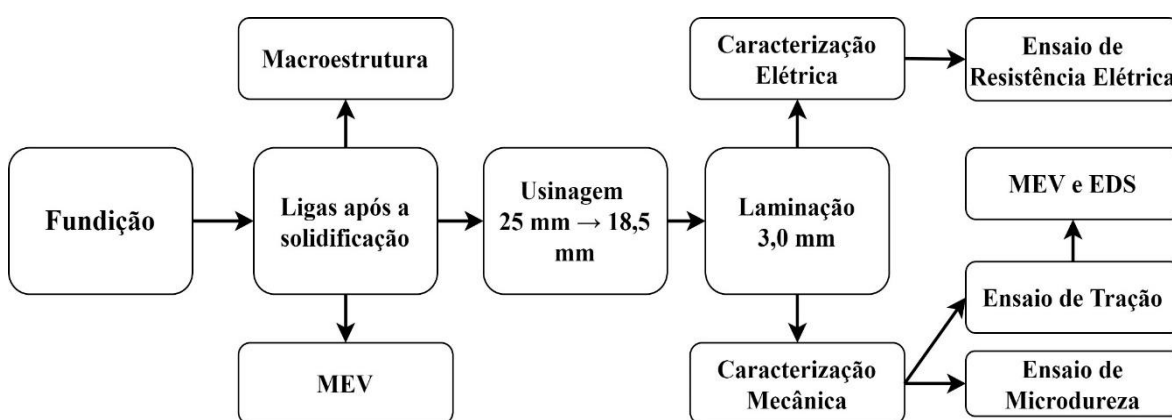 Macroestrutura
Caracterização
Elétrica
Ensaio de
Resistência Elétrica
Fundição
Ligas após a
solidificação
Usinagem
25 mm → 18,5
mm
Laminação
3,0 mm
MEV e EDS
Ensaio de Tração
MEV
Caracterização
Mecânica
Ensaio de
Microdureza